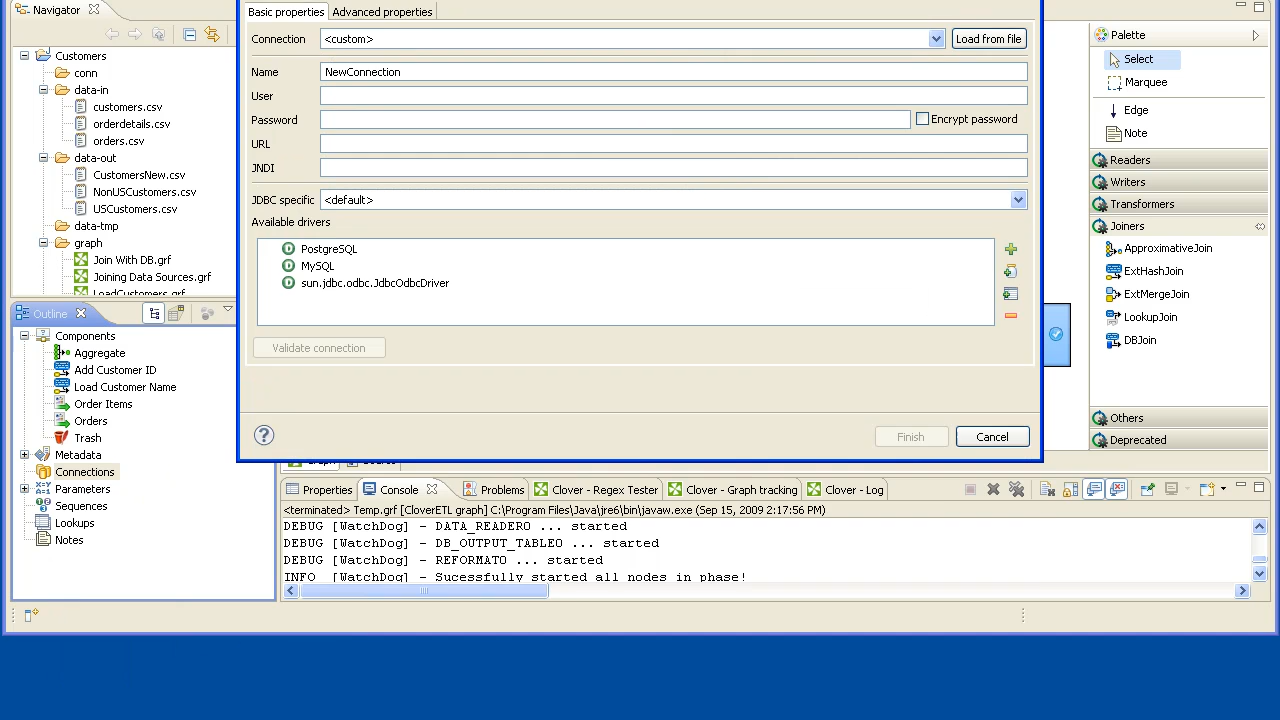 Navigator
Customers
conn
data-in
customers.csv
orderdetails.csv
orders.csv
data-out
CustomersNew.csv
NonUSCustomers.csv
USCustomers.csv
data-tmp
graph
Join With DB.grf
Joining Data Sources.grf
LoadCustomers.grf
Outline
Components
Aggregate
Add Customer ID
Load Customer Name
Order Items
Orders
Trash
Metadata
Connections
Parameters
Sequences
Lookups
Notes
Basic properties
Advanced properties
Connection
<custom>
Load from file
Name
NewConnection
User
Password
Encrypt password
URL
JNDI
JDBC specific
<default>
Available drivers
PostgreSQL
MySQL
sun.jdbc.odbc.JdbcOdbcDriver
Validate connection
Finish
Cancel
Palette
Select
Marquee
Edge
Note
Readers
Writers
Transformers
Joiners
ApproximativeJoin
ExtHashJoin
ExtMergeJoin
LookupJoin
DBJoin
Others
Deprecated
Properties
Console
Problems
Clover - Regex Tester
Clover - Graph tracking
Clover - Log
<terminated> Temp.grf [CloverETL graph] C:\Program Files\Java\jre6\bin\javaw.exe (Sep 15, 2009 2:17:56 PM)
DEBUG [WatchDog] - DATA_READER0 ... started
DEBUG [WatchDog] - DB_OUTPUT_TABLE0 ... started
DEBUG [WatchDog] - REFORMAT0 ... started
INFO [WatchDog] - Sucessfully started all nodes in phase!